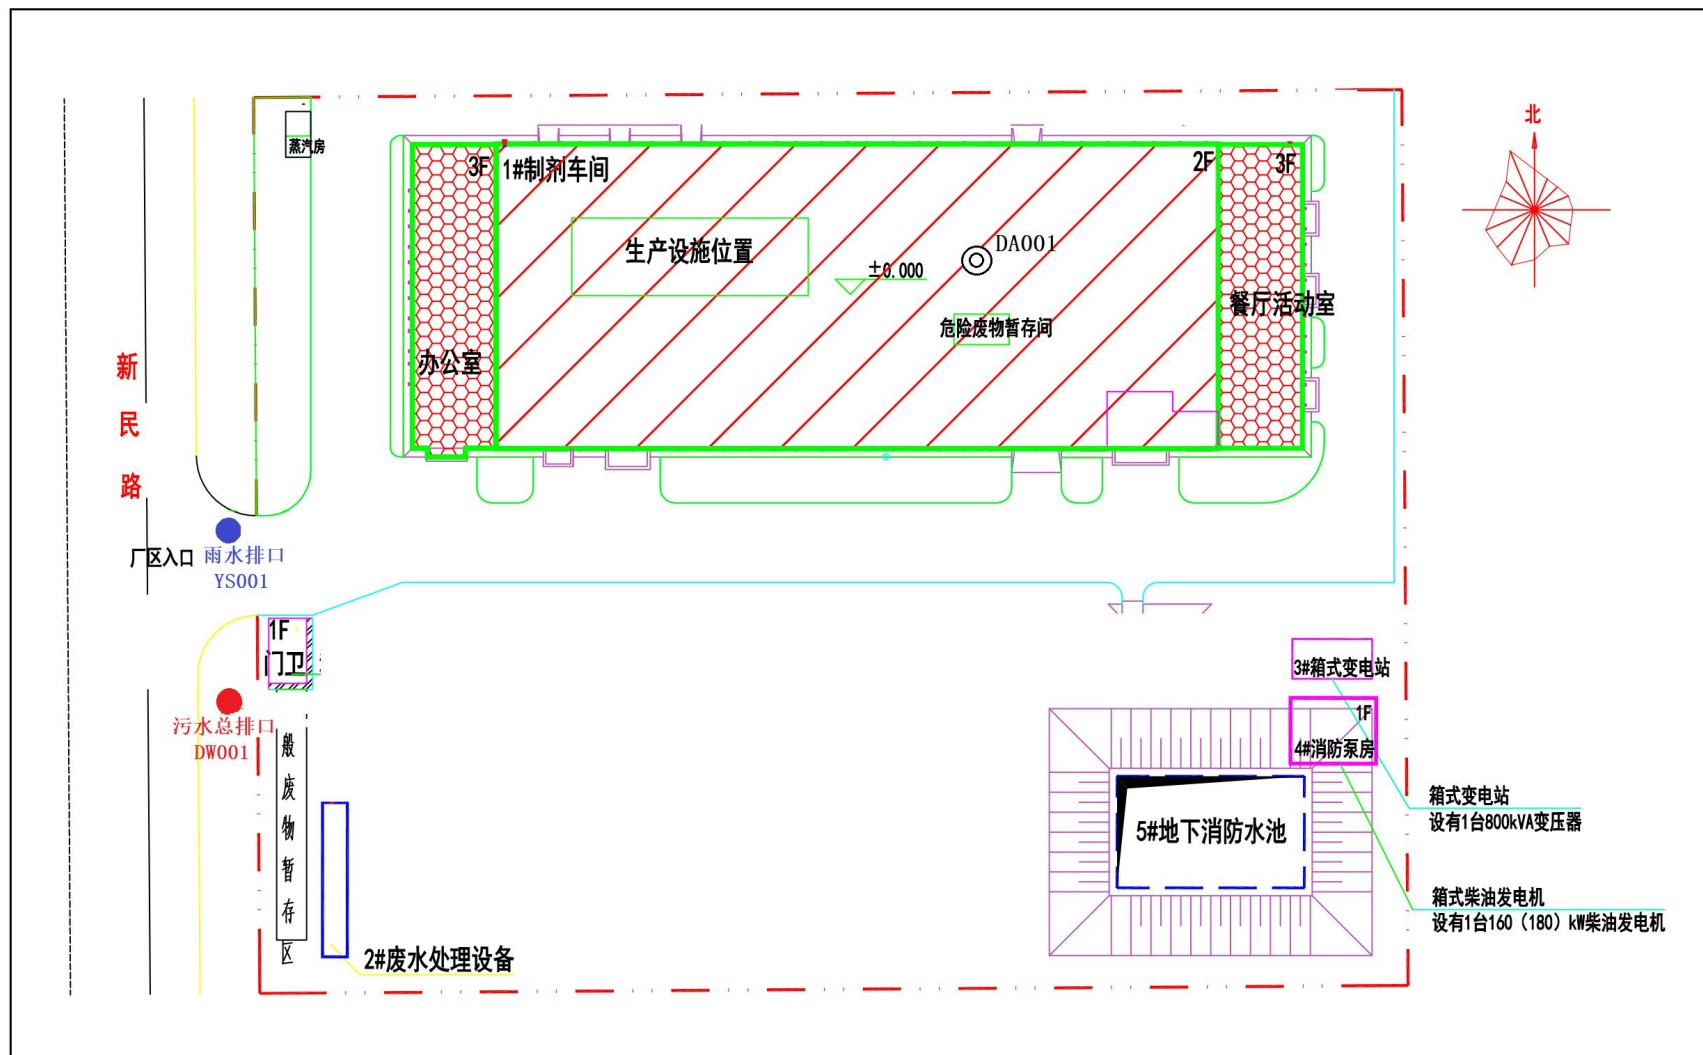 北
蒸汽房
3F
1#制剂车间
2F
3F
生产设施位置
DA001
±0.000
餐厅活动室
危险废物暂存间
办公室
新民路
厂区入口
雨水排口
YS001
1F
门卫
3#箱式变电站
污水总排口
DW001
1F
4#消防泵房
般废物暂存区
箱式变电站
设有1台800kVA变压器
5#地下消防水池
箱式柴油发电机
设有1台160（180）kW柴油发电机
2#废水处理设备